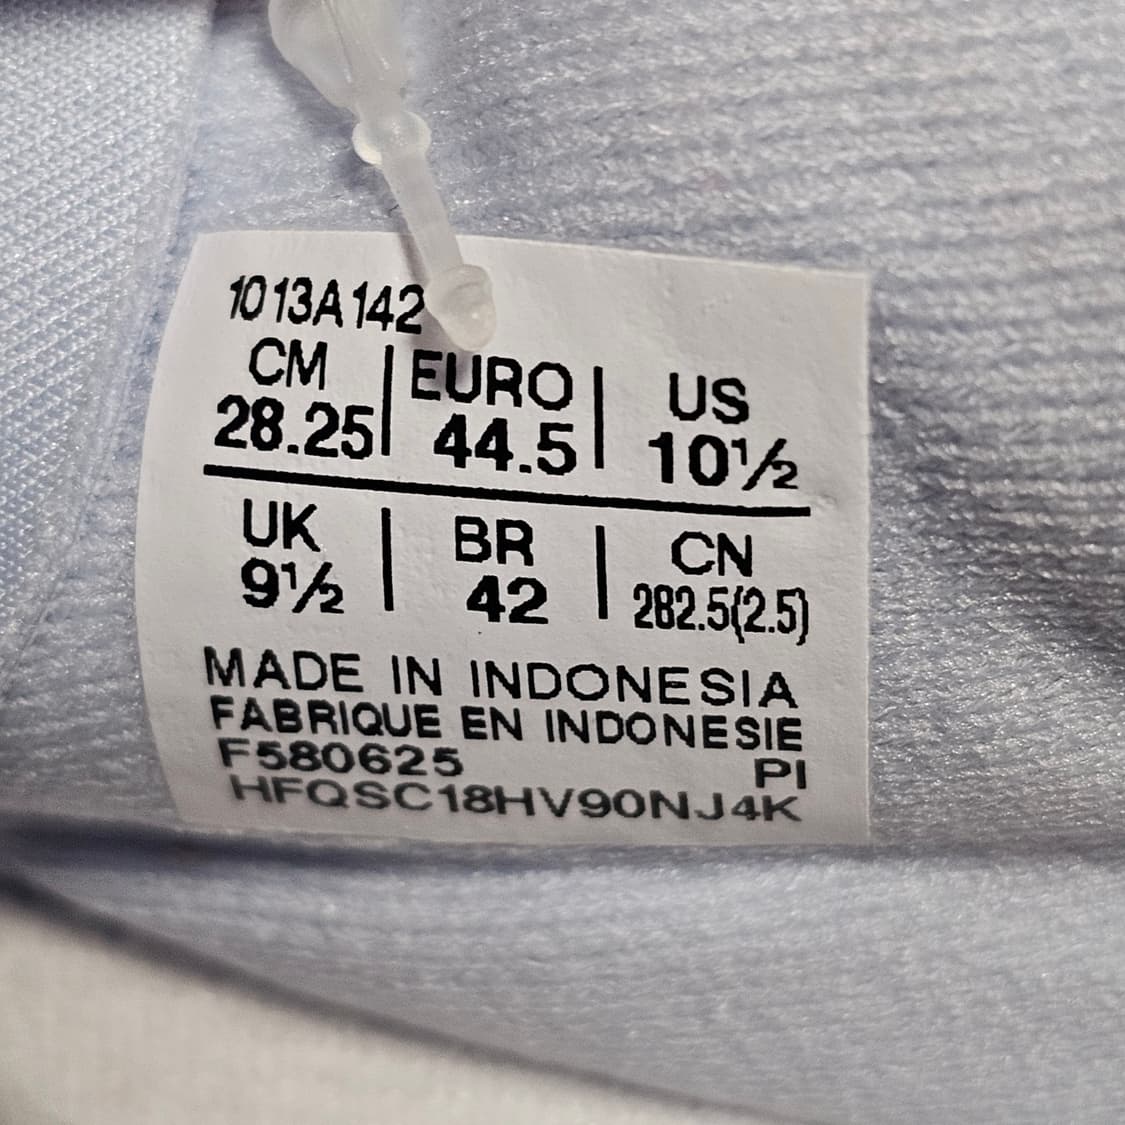 1013A142
CM | EURO | US
28.25 | 44.5 | 10½
UK | BR | CN
9½ | 42 | 282.5(2.5)
MADE IN INDONESIA
FABRIQUE EN INDONESIE
F580625 PI
HFQSC18HV90NJ4K